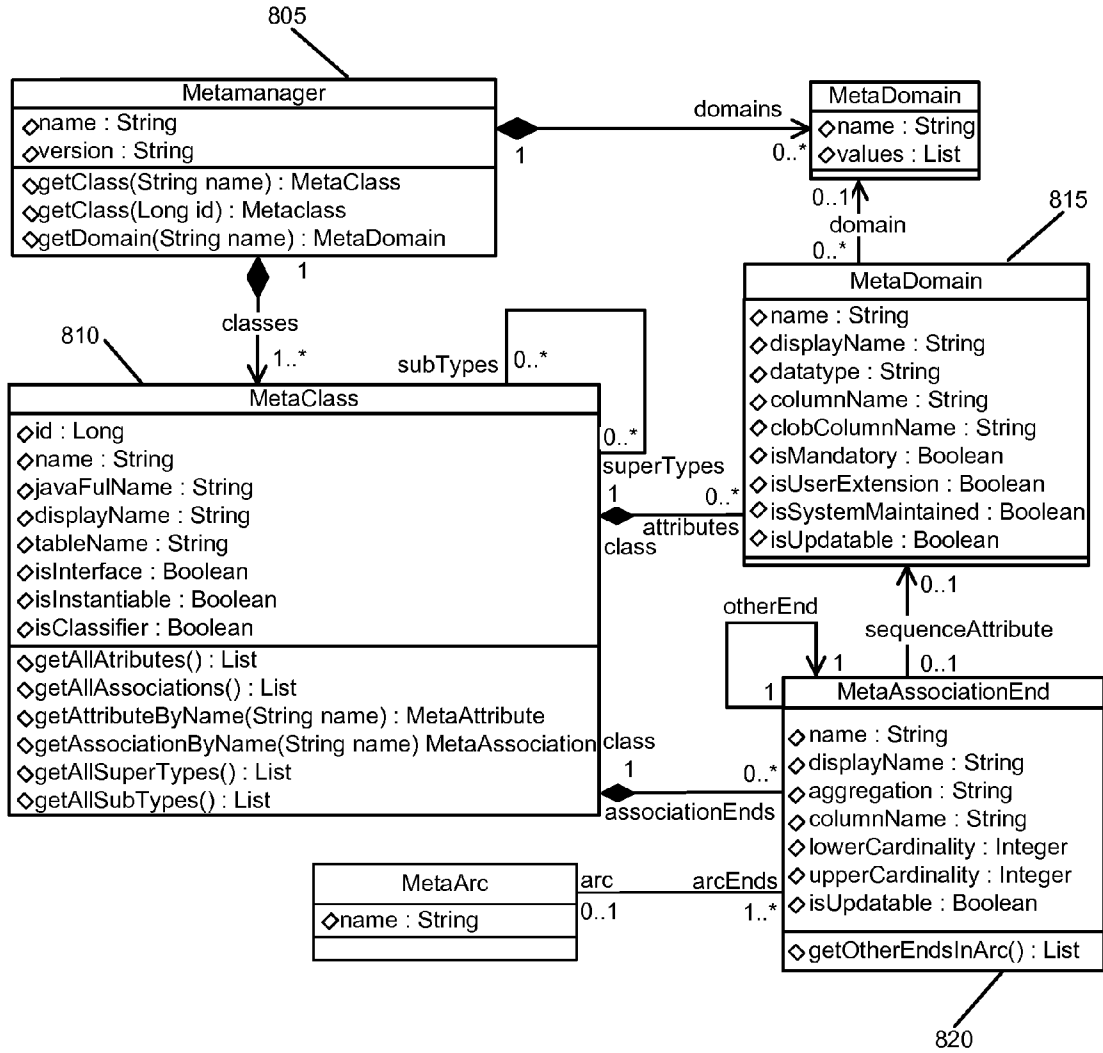 805
Metamanager
name : String
version : String
getClass(String name) : MetaClass
getClass(Long id) : Metaclass
getDomain(String name) : MetaDomain
domains
1
0..*
MetaDomain
name : String
values : List
0..1
domain
0..*
815
MetaDomain
name : String
displayName : String
datatype : String
columnName : String
clobColumnName : String
isMandatory : Boolean
isUserExtension : Boolean
isSystemMaintained : Boolean
isUpdatable : Boolean
1
classes
1..*
810
subTypes
0..*
0..*
superTypes
MetaClass
id : Long
name : String
javaFulName : String
displayName : String
tableName : String
isInterface : Boolean
isInstantiable : Boolean
isClassifier : Boolean
getAllAtributes() : List
getAllAssociations() : List
getAttributeByName(String name) : MetaAttribute
getAssociationByName(String name) MetaAssociation
getAllSuperTypes() : List
getAllSubTypes() : List
1
0..*
attributes
class
0..1
sequenceAttribute
0..1
otherEnd
1
1
MetaAssociationEnd
name : String
displayName : String
aggregation : String
columnName : String
lowerCardinality : Integer
upperCardinality : Integer
isUpdatable : Boolean
getOtherEndsInArc() : List
class
1
0..*
associationEnds
MetaArc
name : String
arc
0..1
arcEnds
1..*
820